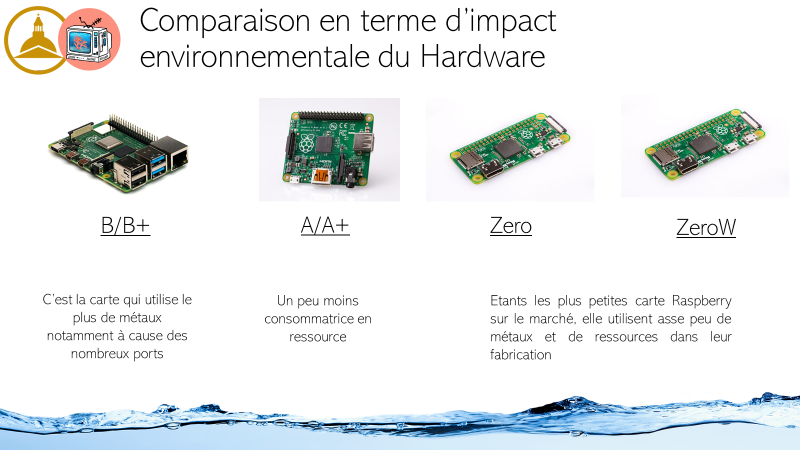 Comparaison en terme d'impact
environnementale du Hardware
B/B+
A/A+
Zero
ZeroW
C'est la carte qui utilise le
plus de métaux
notamment à cause des
nombreux ports
Un peu moins
consommatrice en
ressource
Etants les plus petites carte Raspberry
sur le marché, elle utilisent asse peu de
métaux et de ressources dans leur
fabrication